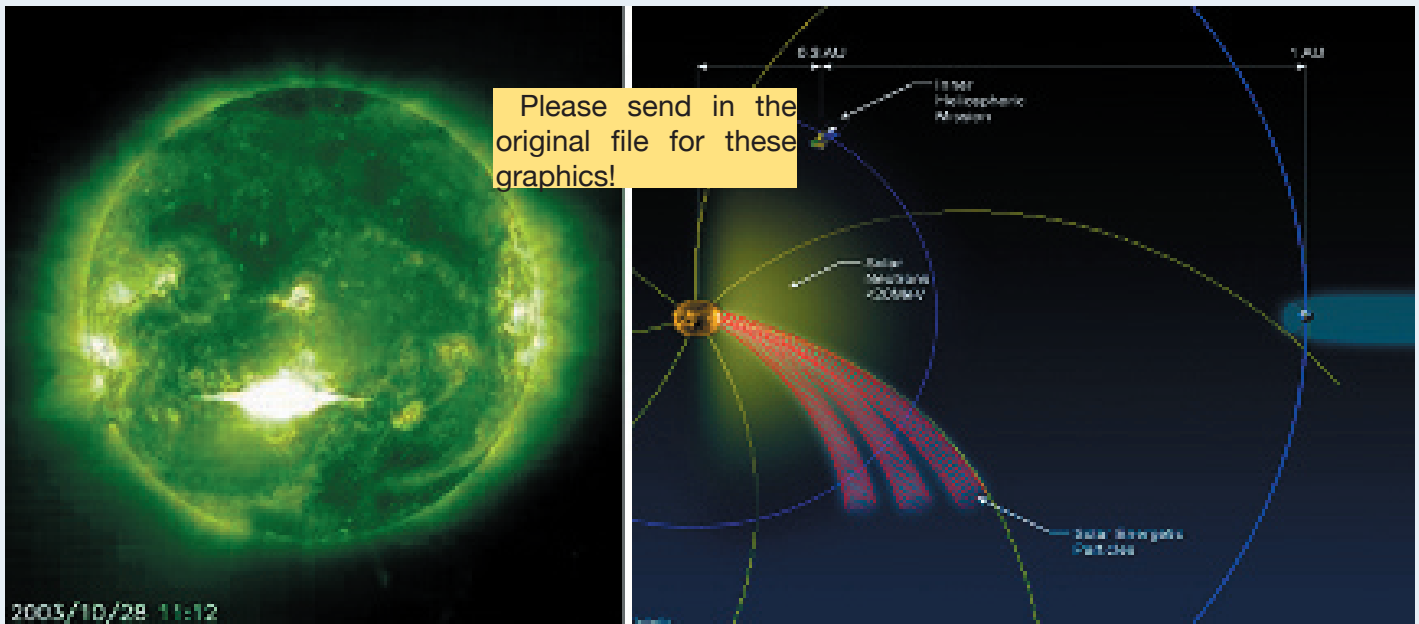 Please send in the
original file for these
graphics!
2003/10/28 11:12
1 AU
Inner
Heliospheric
Mission
Solar
Neutrons
<20MeV
Solar Energetic
Particles